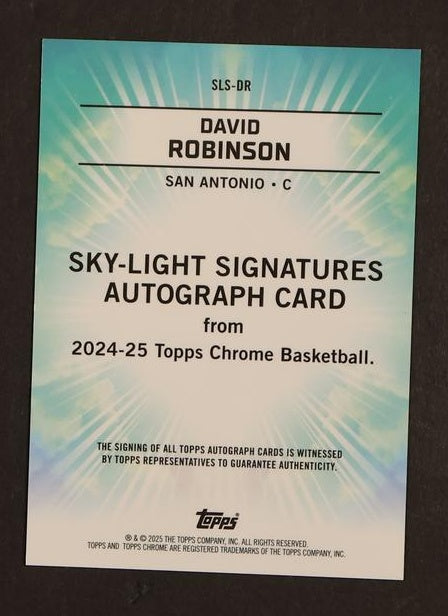 SLS-DR
DAVID
ROBINSON
SAN ANTONIO • C
SKY-LIGHT SIGNATURES
AUTOGRAPH CARD
from
2024-25 Topps Chrome Basketball.
THE SIGNING OF ALL TOPPS AUTOGRAPH CARDS IS WITNESSED
BY TOPPS REPRESENTATIVES TO GUARANTEE AUTHENTICITY.
Topps®
® & © 2025 THE TOPPS COMPANY, INC. ALL RIGHTS RESERVED.
TOPPS AND TOPPS CHROME ARE REGISTERED TRADEMARKS OF THE TOPPS COMPANY, INC.